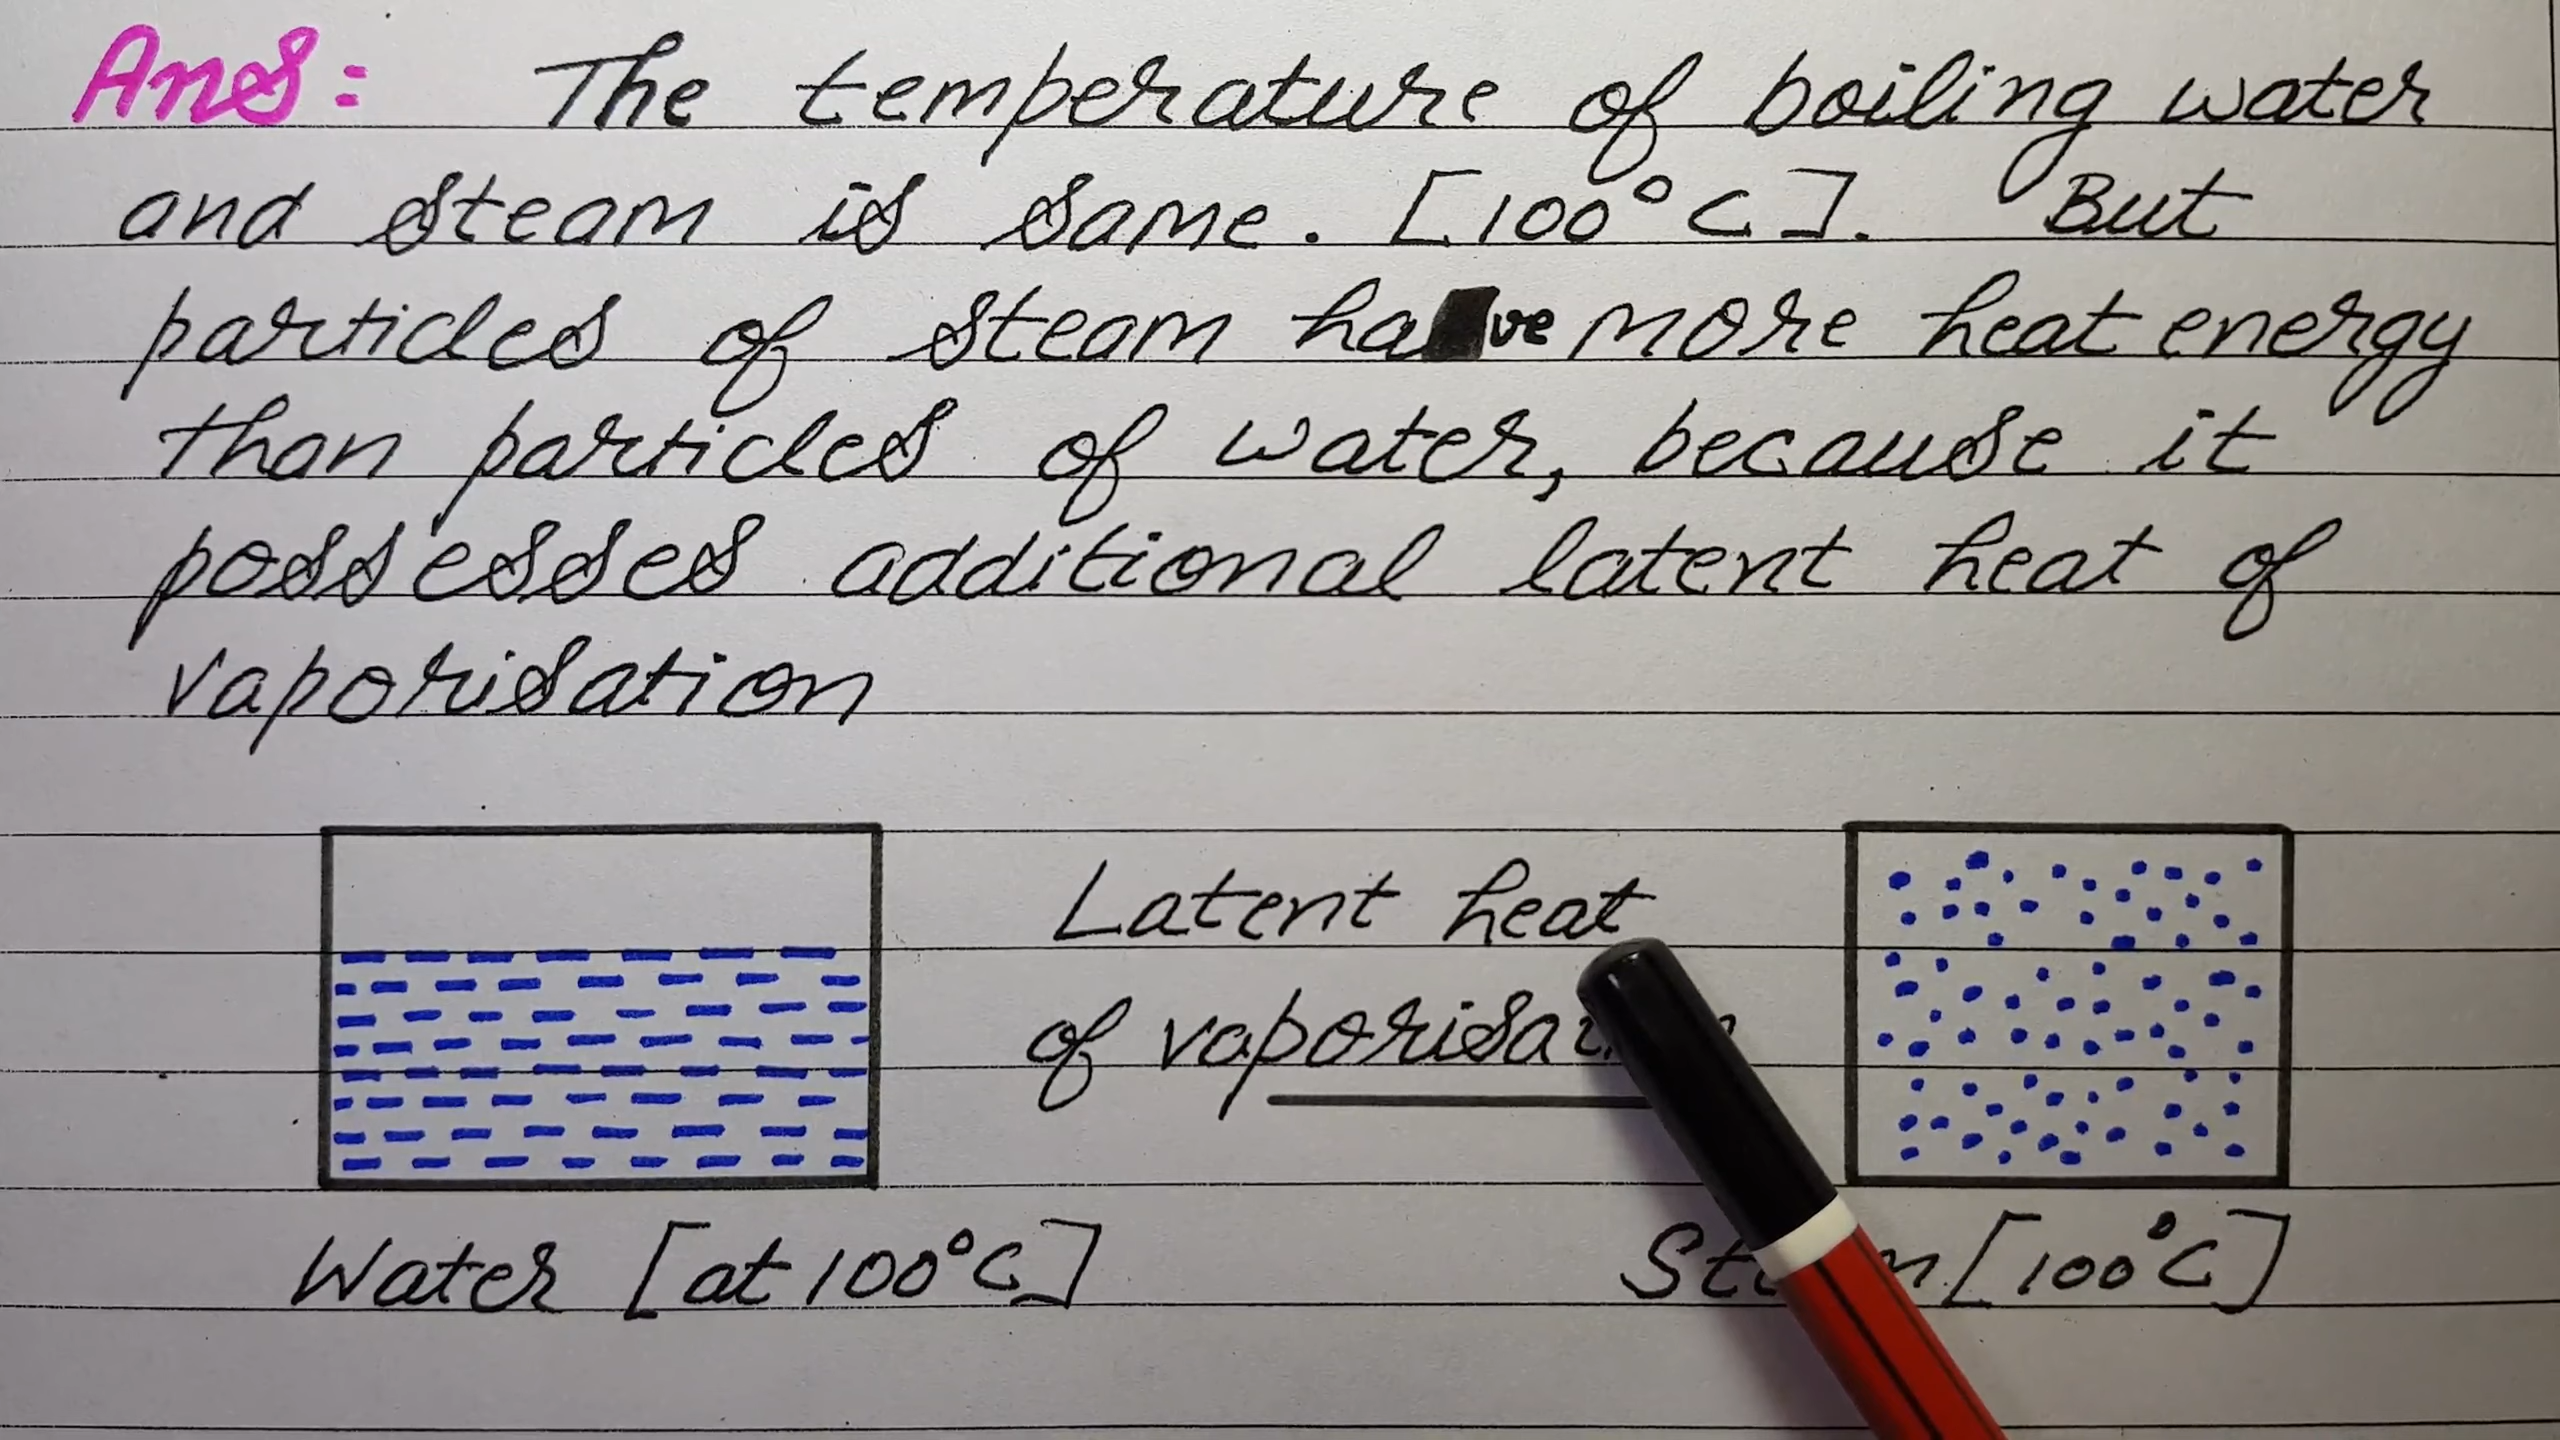 Ans: The temperature of boiling water
and steam is same. [100°C]. But
particles of steam have more heat energy
than particles of water, because it
possesses additional latent heat of
vaporisation
Latent heat
of
Water [at 100°C]
[100°C]